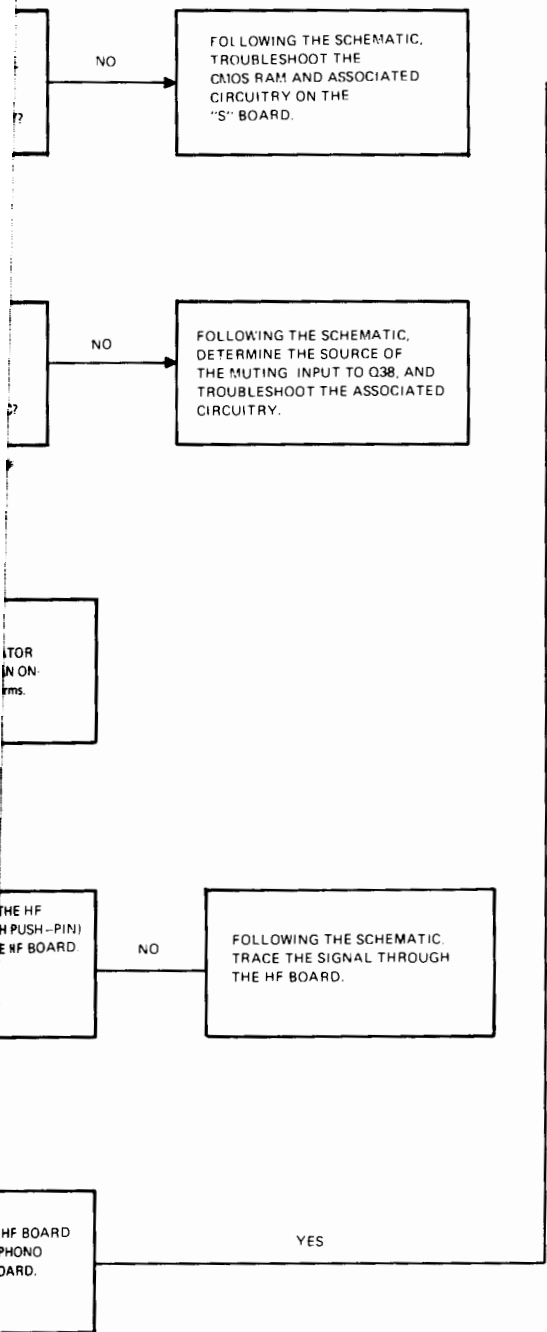 NO
FOLLOWING THE SCHEMATIC,
TROUBLESHOOT THE
CMOS RAM AND ASSOCIATED
CIRCUITRY ON THE
"S" BOARD.
?
NO
FOLLOWING THE SCHEMATIC,
DETERMINE THE SOURCE OF
THE MUTING INPUT TO Q38, AND
TROUBLESHOOT THE ASSOCIATED
CIRCUITRY.
?
ATOR
N ON-
rms.
THE HF
H PUSH-PIN)
E HF BOARD.
NO
FOLLOWING THE SCHEMATIC,
TRACE THE SIGNAL THROUGH
THE HF BOARD.
HF BOARD
PHONO
OARD.
YES